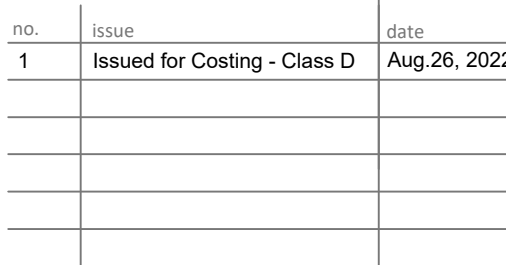 no. issue date
1 Issued for Costing - Class D Aug.26, 2022